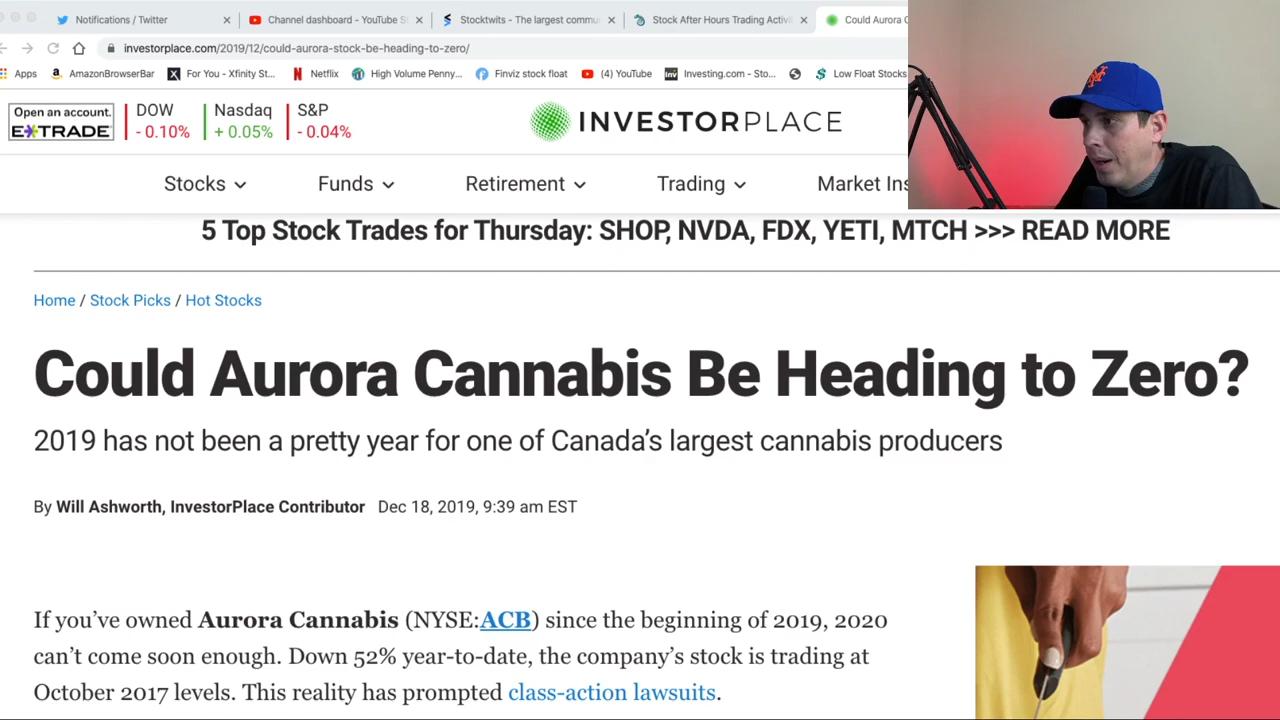 Notifications / Twitter
Channel dashboard - YouTube S
Stocktwits - The largest commu
Stock After Hours Trading Activi
Could Aurora C
investorplace.com/2019/12/could-aurora-stock-be-heading-to-zero/
Apps
AmazonBrowserBar
For You - Xfinity St...
Netflix
High Volume Penny...
Finviz stock float
(4) YouTube
Investing.com - Sto...
Low Float Stocks
Open an account.
E*TRADE
DOW
- 0.10%
Nasdaq
+ 0.05%
S&P
- 0.04%
INVESTORPLACE
Stocks
Funds
Retirement
Trading
Market Ins
5 Top Stock Trades for Thursday: SHOP, NVDA, FDX, YETI, MTCH >>> READ MORE
Home / Stock Picks / Hot Stocks
Could Aurora Cannabis Be Heading to Zero?
2019 has not been a pretty year for one of Canada's largest cannabis producers
By Will Ashworth, InvestorPlace Contributor Dec 18, 2019, 9:39 am EST
If you've owned Aurora Cannabis (NYSE:ACB) since the beginning of 2019, 2020
can't come soon enough. Down 52% year-to-date, the company's stock is trading at
October 2017 levels. This reality has prompted class-action lawsuits.